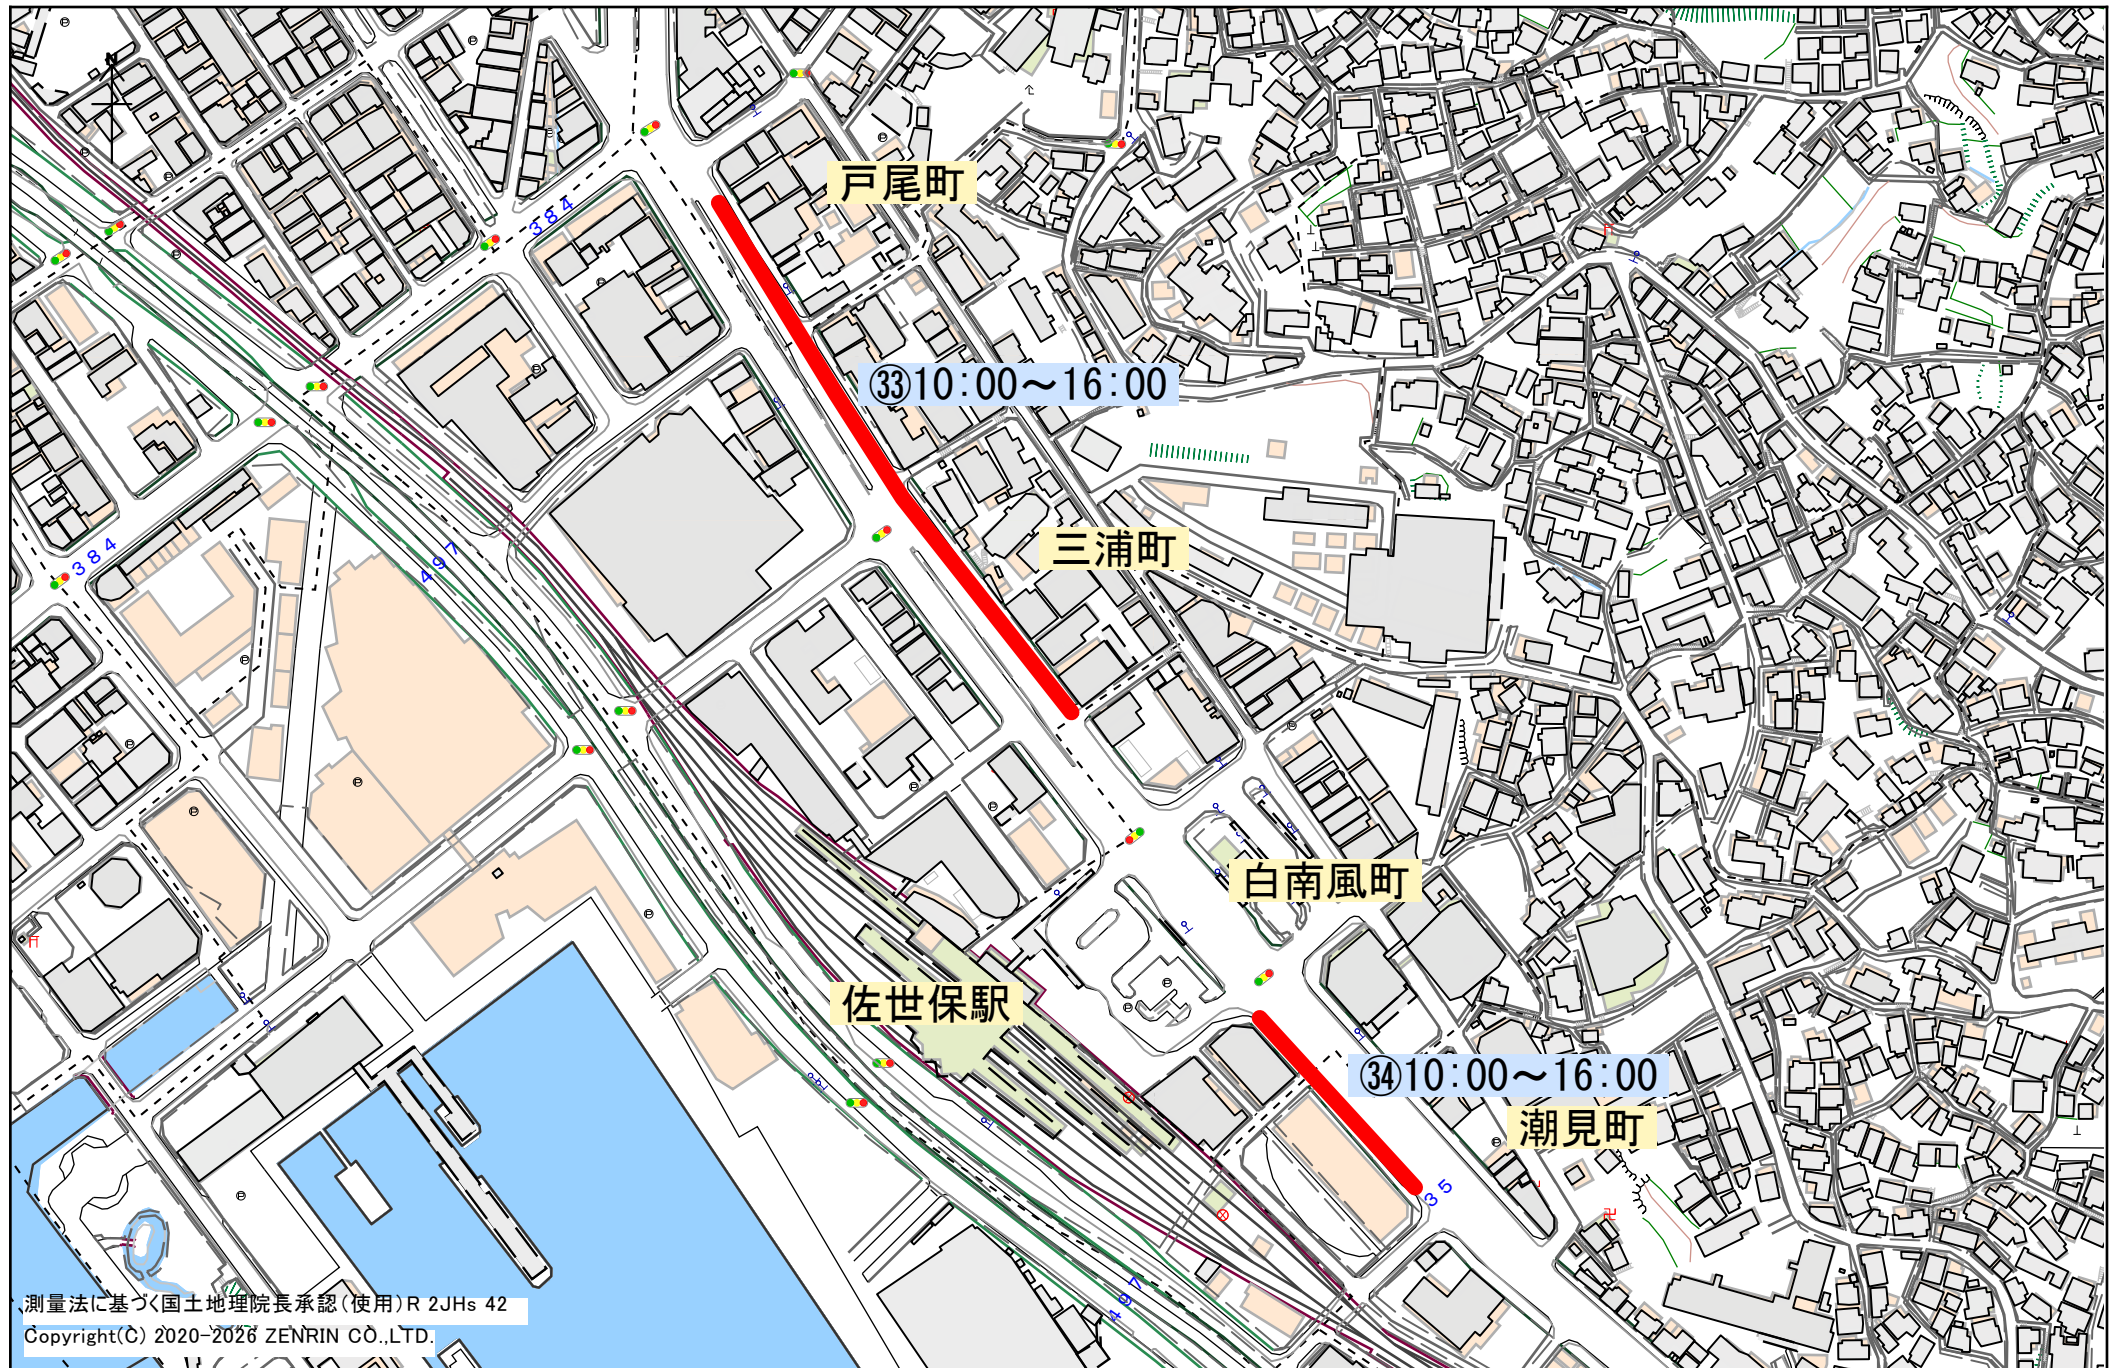 戸尾町
384
㉝10:00～16:00
三浦町
384
497
白南風町
佐世保駅
㉞10:00～16:00
潮見町
35
497
測量法に基づく国土地理院長承認(使用)R 2JHs 42
Copyright(C) 2020-2026 ZENRIN CO.,LTD.